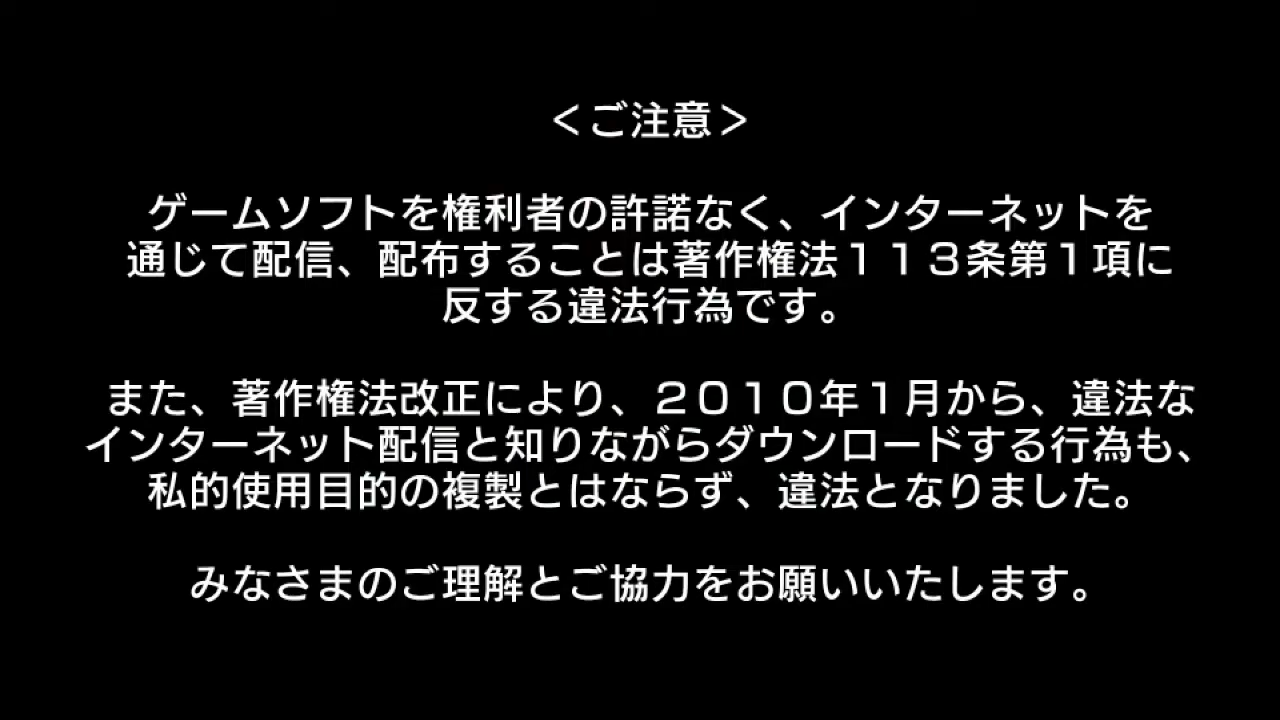 ＜ご注意＞
ゲームソフトを権利者の許諾なく、インターネットを
通じて配信、配布することは著作権法１１３条第１項に
反する違法行為です。
また、著作権法改正により、２０１０年１月から、違法な
インターネット配信と知りながらダウンロードする行為も、
私的使用目的の複製とはならず、違法となりました。
みなさまのご理解とご協力をお願いいたします。